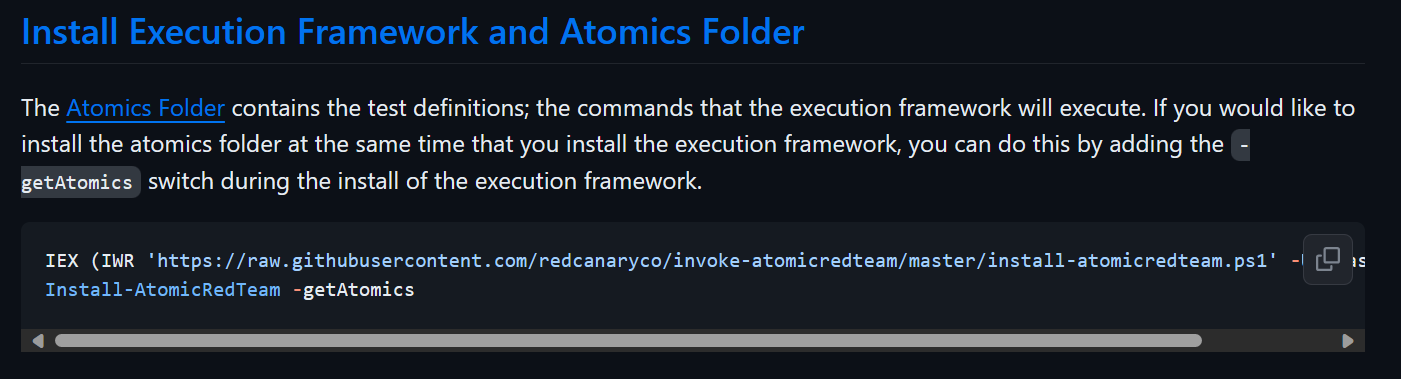 Install Execution Framework and Atomics Folder
The Atomics Folder contains the test definitions; the commands that the execution framework will execute. If you would like to
install the atomics folder at the same time that you install the execution framework, you can do this by adding the -
getAtomics switch during the install of the execution framework.
IEX (IWR 'https://raw.githubusercontent.com/redcanaryco/invoke-atomicredteam/master/install-atomicredteam.ps1' -
Install-AtomicRedTeam -getAtomics